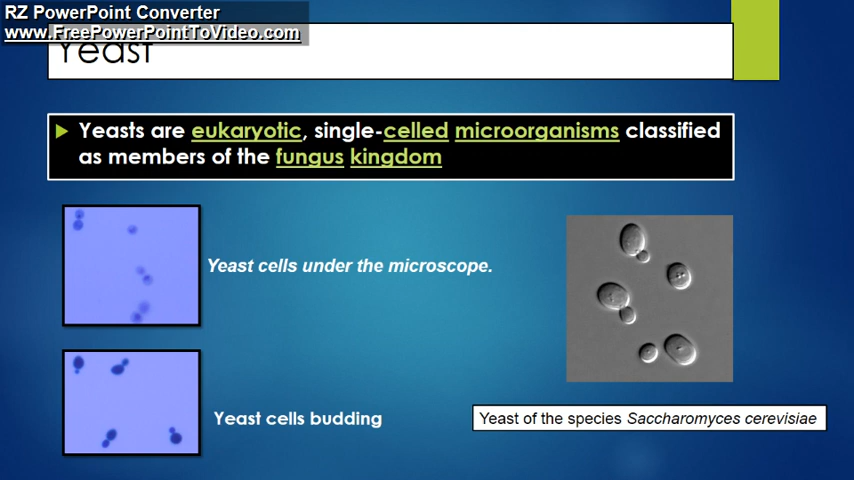 RZ PowerPoint Converter
www.FreePowerPointToVideo.com
Yeast
Yeasts are eukaryotic, single-celled microorganisms classified
as members of the fungus kingdom
Yeast cells under the microscope.
Yeast cells budding
Yeast of the species Saccharomyces cerevisiae